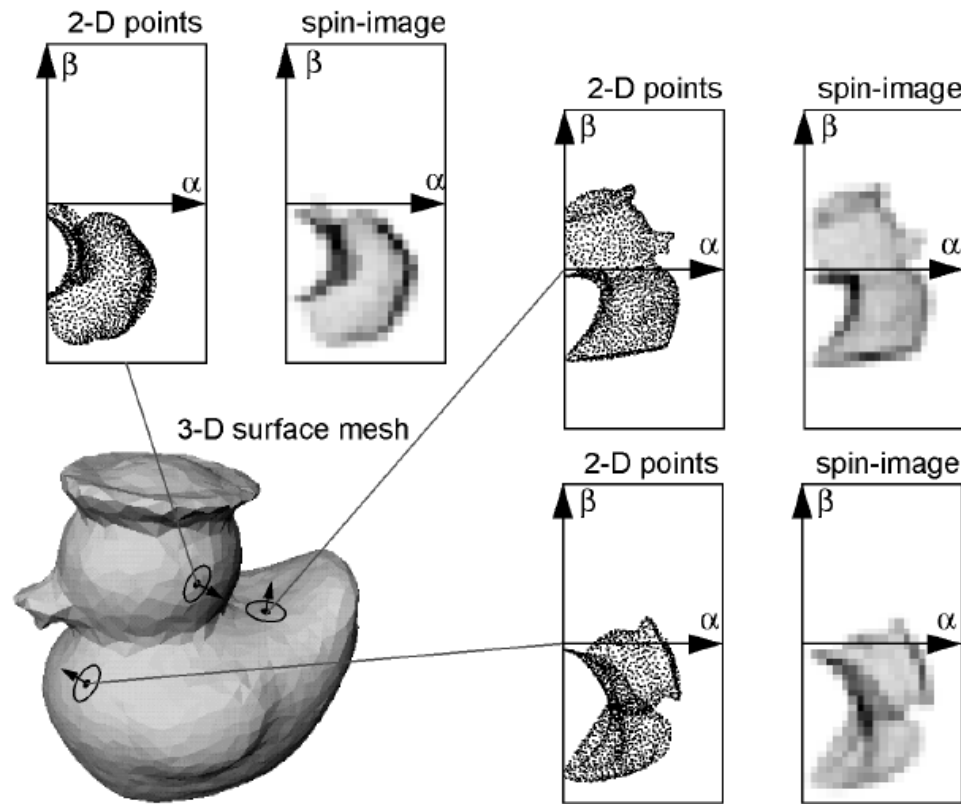 2-D points
spin-image
β
β
α
α
2-D points
spin-image
β
β
α
α
3-D surface mesh
2-D points
spin-image
β
β
α
α